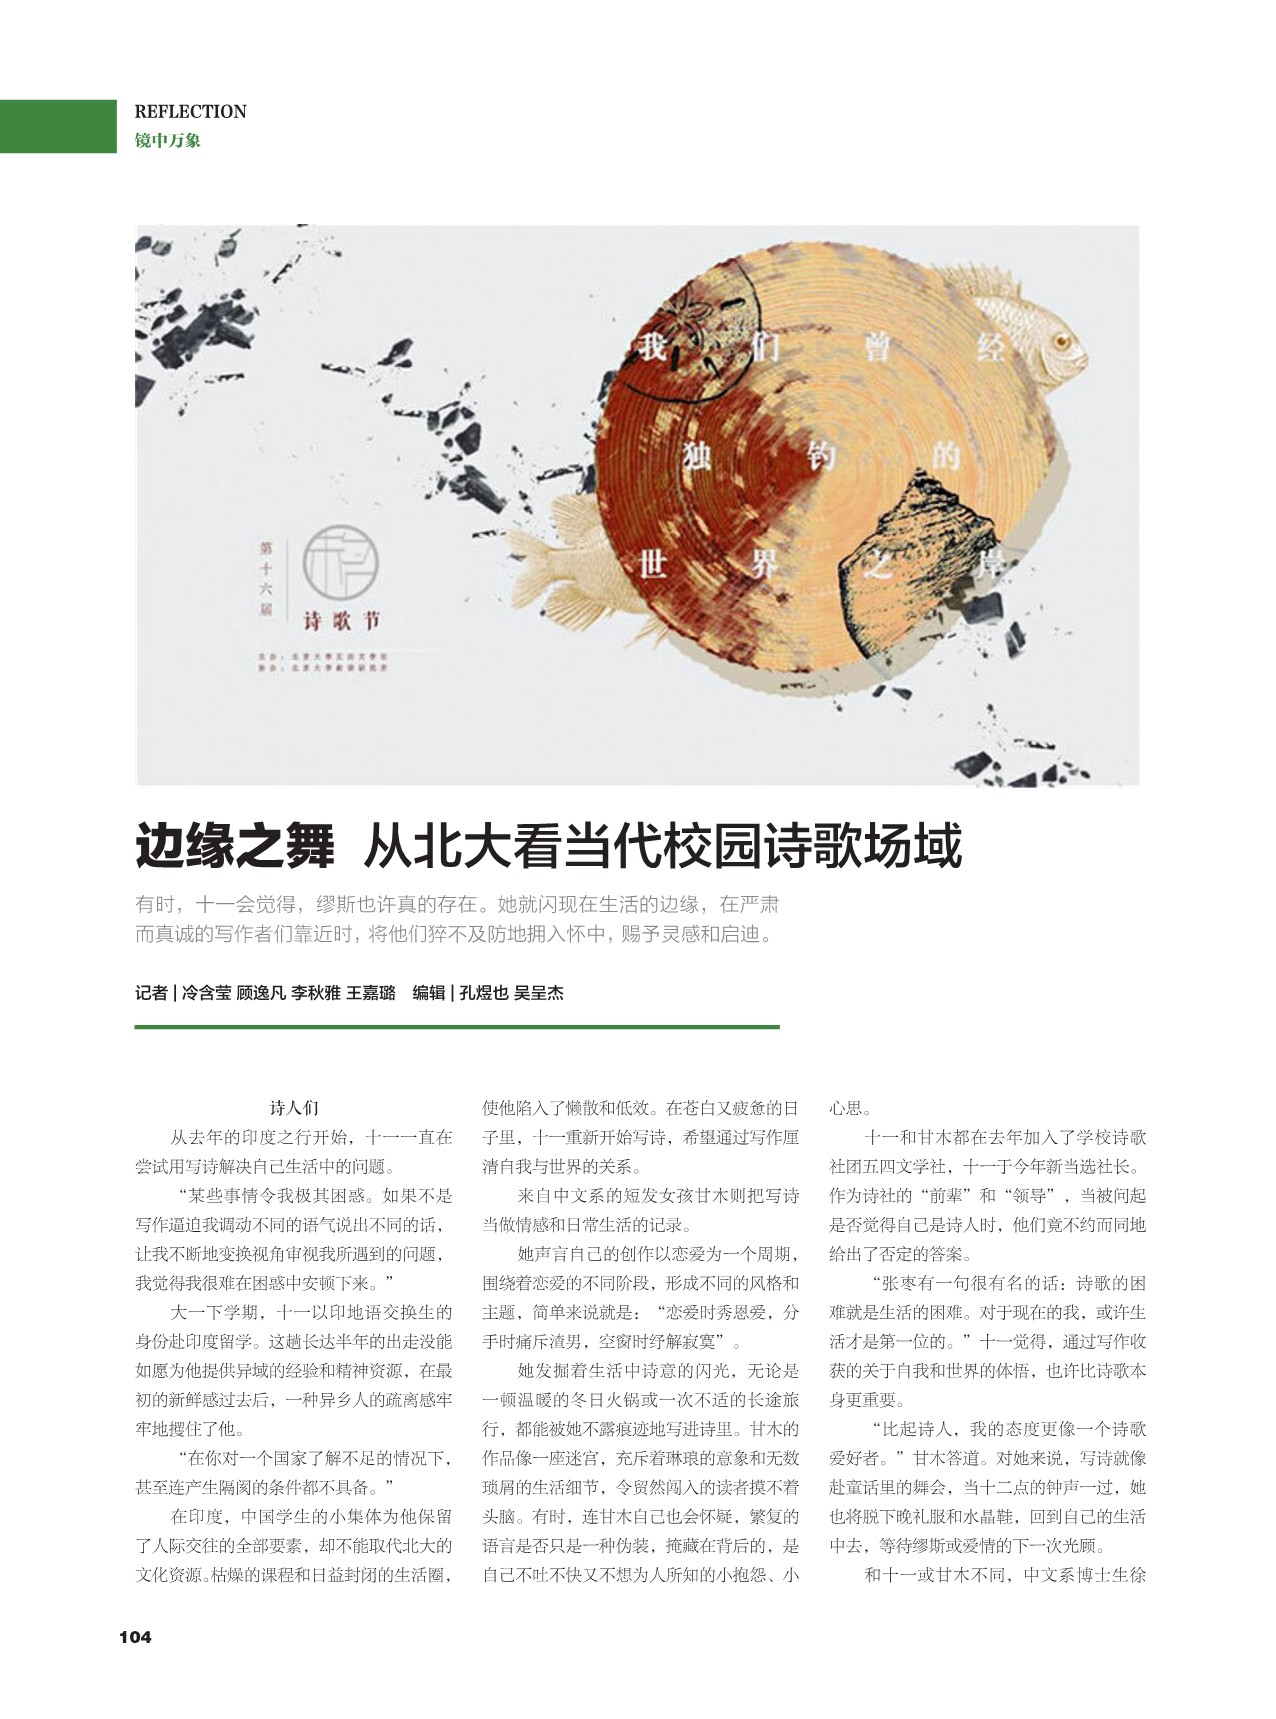 REFLECTION
镜中万象
我们曾经
独钓的
世界之岸
第十六届
诗歌节
边缘之舞 从北大看当代校园诗歌场域
有时，十一会觉得，缪斯也许真的存在。她就闪现在生活的边缘，在严肃
而真诚的写作者们靠近时，将他们猝不及防地拥入怀中，赐予灵感和启迪。
记者 | 冷含莹 顾逸凡 李秋雅 王嘉璐 编辑 | 孔煜也 吴呈杰
诗人们
从去年的印度之行开始，十一一直在
尝试用写诗解决自己生活中的问题。
“某些事情令我极其困惑。如果不是
写作逼迫我调动不同的语气说出不同的话，
让我不断地变换视角审视我所遇到的问题，
我觉得我很难在困惑中安顿下来。”
大一下学期，十一以印地语交换生的
身份赴印度留学。这趟长达半年的出走没能
如愿为他提供异域的经验和精神资源，在最
初的新鲜感过去后，一种异乡人的疏离感牢
牢地攫住了他。
“在你对一个国家了解不足的情况下，
甚至连产生隔阂的条件都不具备。”
在印度，中国学生的小集体为他保留
了人际交往的全部要素，却不能取代北大的
文化资源。枯燥的课程和日益封闭的生活圈，
使他陷入了懒散和低效。在苍白又疲惫的日
子里，十一重新开始写诗，希望通过写作厘
清自我与世界的关系。
来自中文系的短发女孩甘木则把写诗
当做情感和日常生活的记录。
她声言自己的创作以恋爱为一个周期，
围绕着恋爱的不同阶段，形成不同的风格和
主题，简单来说就是：“恋爱时秀恩爱，分
手时痛斥渣男，空窗时纾解寂寞”。
她发掘着生活中诗意的闪光，无论是
一顿温暖的冬日火锅或一次不适的长途旅
行，都能被她不露痕迹地写进诗里。甘木的
作品像一座迷宫，充斥着琳琅的意象和无数
琐屑的生活细节，令贸然闯入的读者摸不着
头脑。有时，连甘木自己也会怀疑，繁复的
语言是否只是一种伪装，掩藏在背后的，是
自己不吐不快又不想为人所知的小抱怨、小
心思。
十一和甘木都在去年加入了学校诗歌
社团五四文学社，十一于今年新当选社长。
作为诗社的“前辈”和“领导”，当被问起
是否觉得自己是诗人时，他们竟不约而同地
给出了否定的答案。
“张枣有一句很有名的话：诗歌的困
难就是生活的困难。对于现在的我，或许生
活才是第一位的。”十一觉得，通过写作收
获的关于自我和世界的体悟，也许比诗歌本
身更重要。
“比起诗人，我的态度更像一个诗歌
爱好者。”甘木答道。对她来说，写诗就像
赴童话里的舞会，当十二点的钟声一过，她
也将脱下晚礼服和水晶鞋，回到自己的生活
中去，等待缪斯或爱情的下一次光顾。
和十一或甘木不同，中文系博士生徐
104